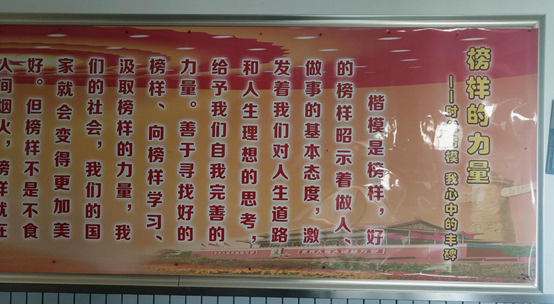 榜样的力量
——时代楷模 我心中的丰碑
楷模是榜样，好
的榜样昭示着做人、
做事的基本态度，激
发着我们对人生道路
和人生理想的思考，
给予我们自我完善的
力量。善于寻找好的
榜样、向榜样学习、
汲取榜样的力量，我
们的社会，我们的国
家就会变得更加美
好。但榜样不是不食
人间烟火，榜样就在